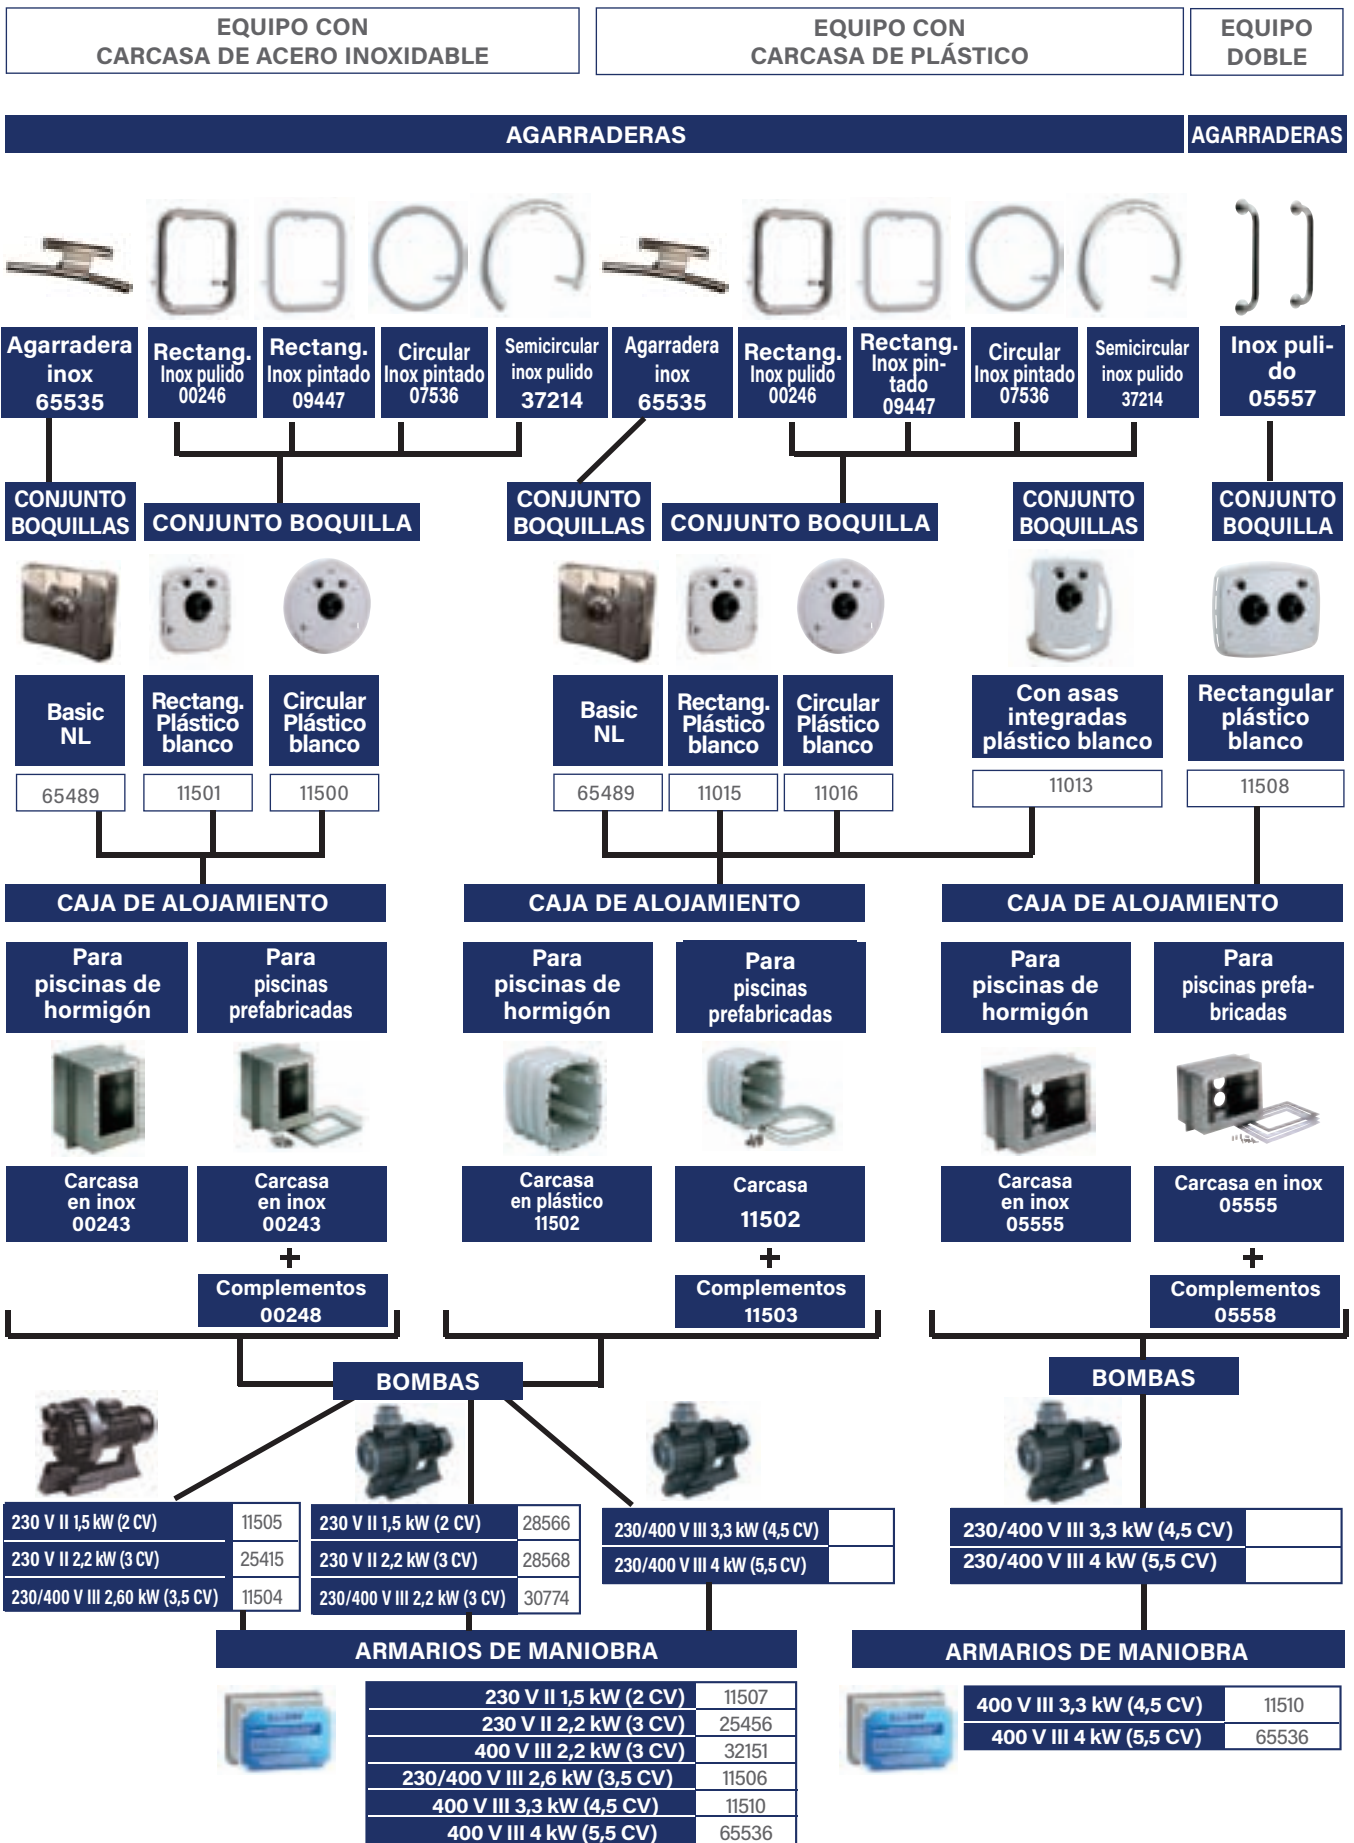 EQUIPO CON
CARCASA DE ACERO INOXIDABLE
EQUIPO CON
CARCASA DE PLÁSTICO
EQUIPO
DOBLE
AGARRADERAS
AGARRADERAS
Agarradera
inox
65535
Rectang.
Inox pulido
00246
Rectang.
Inox pintado
09447
Circular
Inox pintado
07536
Semicircular
inox pulido
37214
Agarradera
inox
65535
Rectang.
Inox pulido
00246
Rectang.
Inox pin-
tado
09447
Circular
Inox pintado
07536
Semicircular
inox pulido
37214
Inox puli-
do
05557
CONJUNTO
BOQUILLAS
CONJUNTO BOQUILLA
CONJUNTO
BOQUILLAS
CONJUNTO BOQUILLA
CONJUNTO
BOQUILLAS
CONJUNTO
BOQUILLA
Basic
NL
Rectang.
Plástico
blanco
Circular
Plástico
blanco
Basic
NL
Rectang.
Plástico
blanco
Circular
Plástico
blanco
Con asas
integradas
plástico blanco
Rectangular
plástico
blanco
65489
11501
11500
65489
11015
11016
11013
11508
CAJA DE ALOJAMIENTO
CAJA DE ALOJAMIENTO
CAJA DE ALOJAMIENTO
Para
piscinas de
hormigón
Para
piscinas
prefabricadas
Para
piscinas de
hormigón
Para
piscinas
prefabricadas
Para
piscinas de
hormigón
Para
piscinas prefa-
bricadas
Carcasa
en inox
00243
Carcasa
en inox
00243
Carcasa
en plástico
11502
Carcasa
11502
Carcasa
en inox
05555
Carcasa en inox
05555
+
+
+
Complementos
00248
Complementos
11503
Complementos
05558
BOMBAS
BOMBAS
230 V II 1,5 kW (2 CV) 11505
230 V II 2,2 kW (3 CV) 25415
230/400 V III 2,60 kW (3,5 CV) 11504
230 V II 1,5 kW (2 CV) 28566
230 V II 2,2 kW (3 CV) 28568
230/400 V III 2,2 kW (3 CV) 30774
230/400 V III 3,3 kW (4,5 CV)
230/400 V III 4 kW (5,5 CV)
230/400 V III 3,3 kW (4,5 CV)
230/400 V III 4 kW (5,5 CV)
ARMARIOS DE MANIOBRA
ARMARIOS DE MANIOBRA
230 V II 1,5 kW (2 CV) 11507
230 V II 2,2 kW (3 CV) 25456
400 V III 2,2 kW (3 CV) 32151
230/400 V III 2,6 kW (3,5 CV) 11506
400 V III 3,3 kW (4,5 CV) 11510
400 V III 4 kW (5,5 CV) 65536
400 V III 3,3 kW (4,5 CV) 11510
400 V III 4 kW (5,5 CV) 65536